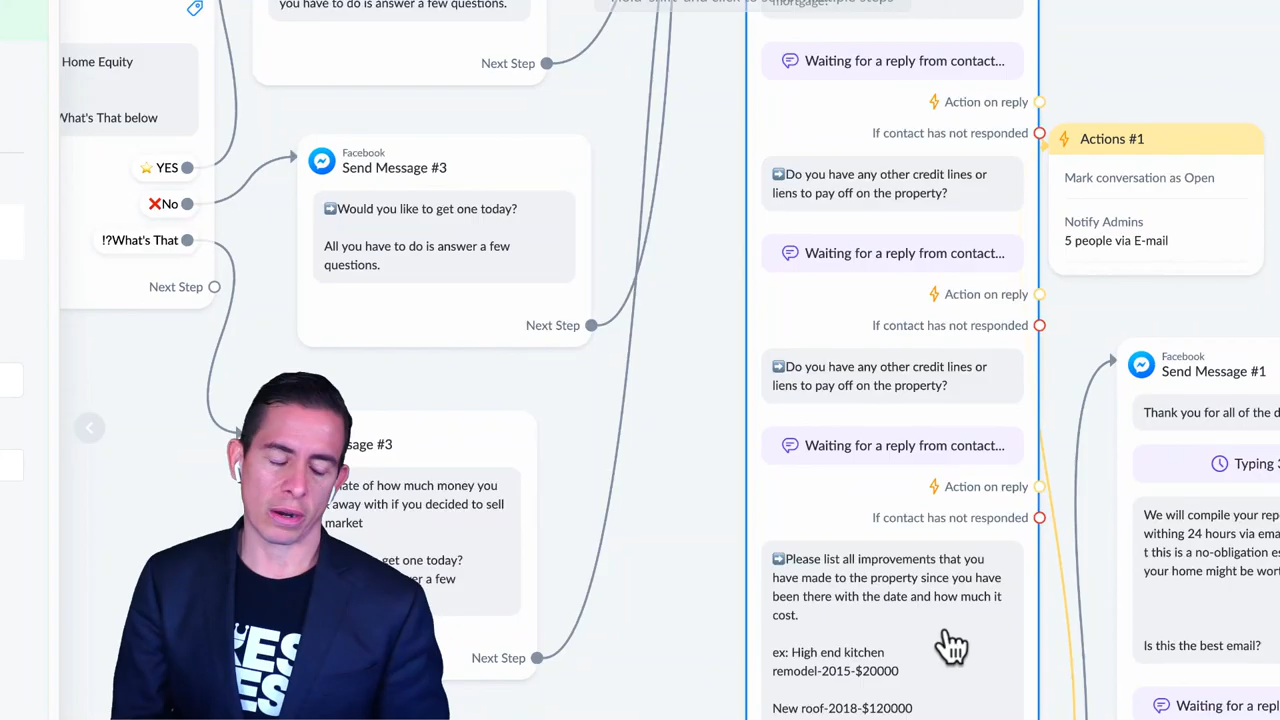 you have to do is answer a few questions.
Next Step
Home Equity
What's That below
⭐ YES
❌No
!?What's That
Next Step
Facebook
Send Message #3
➡️Would you like to get one today?
All you have to do is answer a few
questions.
Next Step
sage #3
ate of how much money you
away with if you decided to sell
market
get one today?
er a few
Next Step
mortgage?
Waiting for a reply from contact...
Action on reply
If contact has not responded
➡️Do you have any other credit lines or
liens to pay off on the property?
Waiting for a reply from contact...
Action on reply
If contact has not responded
➡️Do you have any other credit lines or
liens to pay off on the property?
Waiting for a reply from contact...
Action on reply
If contact has not responded
➡️Please list all improvements that you
have made to the property since you have
been there with the date and how much it
cost.
ex: High end kitchen
remodel-2015-$20000
New roof-2018-$120000
Actions #1
Mark conversation as Open
Notify Admins
5 people via E-mail
Facebook
Send Message #1
Thank you for all of the d
Typing 3
We will compile your rep
withing 24 hours via ema
t this is a no-obligation es
your home might be wor
Is this the best email?
Waiting for a repl